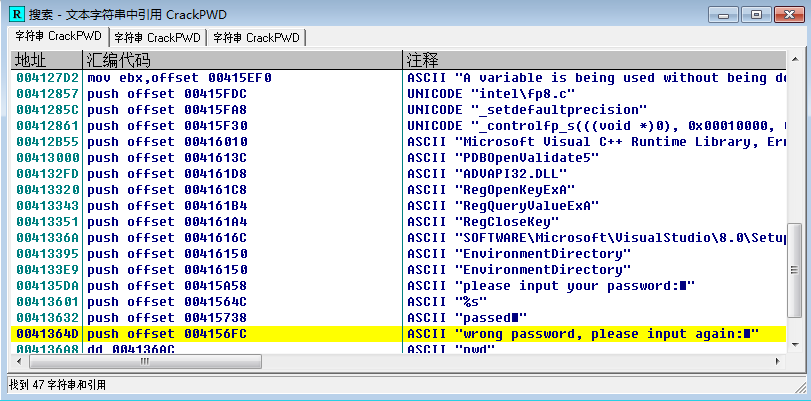 R 搜索 - 文本字符串中引用 CrackPWD
字符串 CrackPWD 字符串 CrackPWD 字符串 CrackPWD
地址 汇编代码 注释
004127D2 mov ebx,offset 00415EF0 ASCII "A variable is being used without being de
00412857 push offset 00415FDC UNICODE "intel\fp8.c"
0041285C push offset 00415FA8 UNICODE "_setdefaultprecision"
00412861 push offset 00415F30 UNICODE "_controlfp_s(((void *)0), 0x00010000,
00412B55 push offset 00416010 ASCII "Microsoft Visual C++ Runtime Library, Err
00413000 push offset 0041613C ASCII "PDBOpenValidate5"
004132FD push offset 004161D8 ASCII "ADVAPI32.DLL"
00413320 push offset 004161C8 ASCII "RegOpenKeyExA"
00413343 push offset 004161B4 ASCII "RegQueryValueExA"
00413351 push offset 004161A4 ASCII "RegCloseKey"
0041336A push offset 0041616C ASCII "SOFTWARE\Microsoft\VisualStudio\8.0\Setup
00413395 push offset 00416150 ASCII "EnvironmentDirectory"
004133E9 push offset 00416150 ASCII "EnvironmentDirectory"
004135DA push offset 00415A58 ASCII "please input your password:■"
00413601 push offset 0041564C ASCII "%s"
00413632 push offset 00415738 ASCII "passed■"
0041364D push offset 004156FC ASCII "wrong password, please input again:■"
004136A8 dd 004136AC ASCII "pwd"
找到 47 字符串和引用